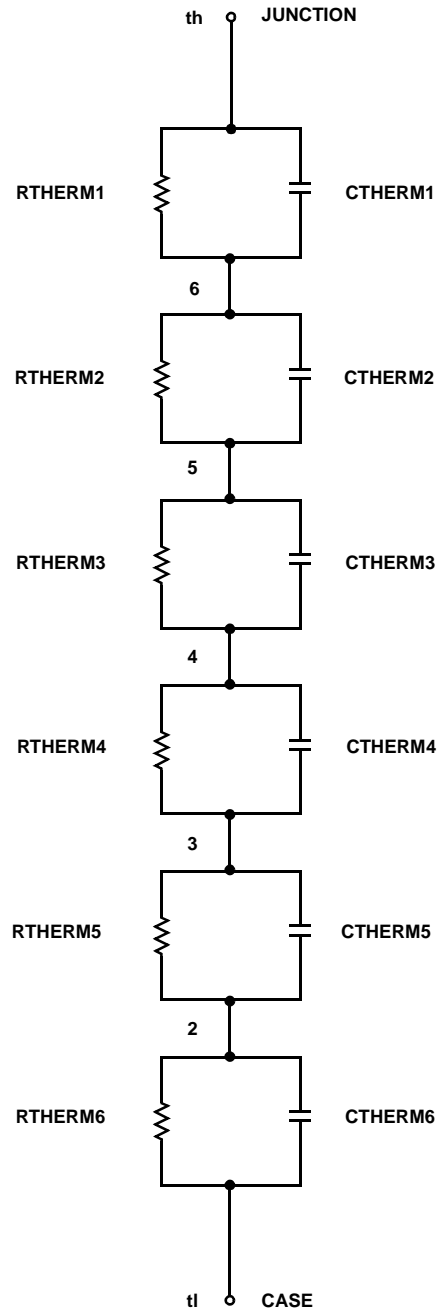 th JUNCTION
RTHERM1 CTHERM1
6
RTHERM2 CTHERM2
5
RTHERM3 CTHERM3
4
RTHERM4 CTHERM4
3
RTHERM5 CTHERM5
2
RTHERM6 CTHERM6
tl CASE